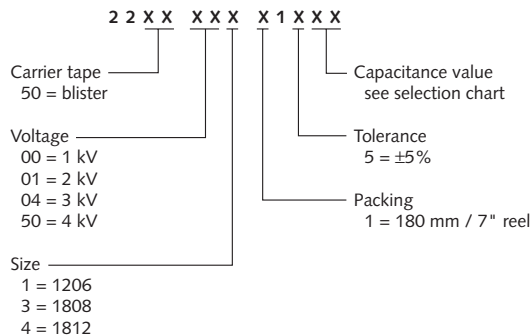 2 2 X X X X X X 1 X X X
Carrier tape
50 = blister
Voltage
00 = 1 kV
01 = 2 kV
04 = 3 kV
50 = 4 kV
Size
1 = 1206
3 = 1808
4 = 1812
Capacitance value
see selection chart
Tolerance
5 = ±5%
Packing
1 = 180 mm / 7" reel